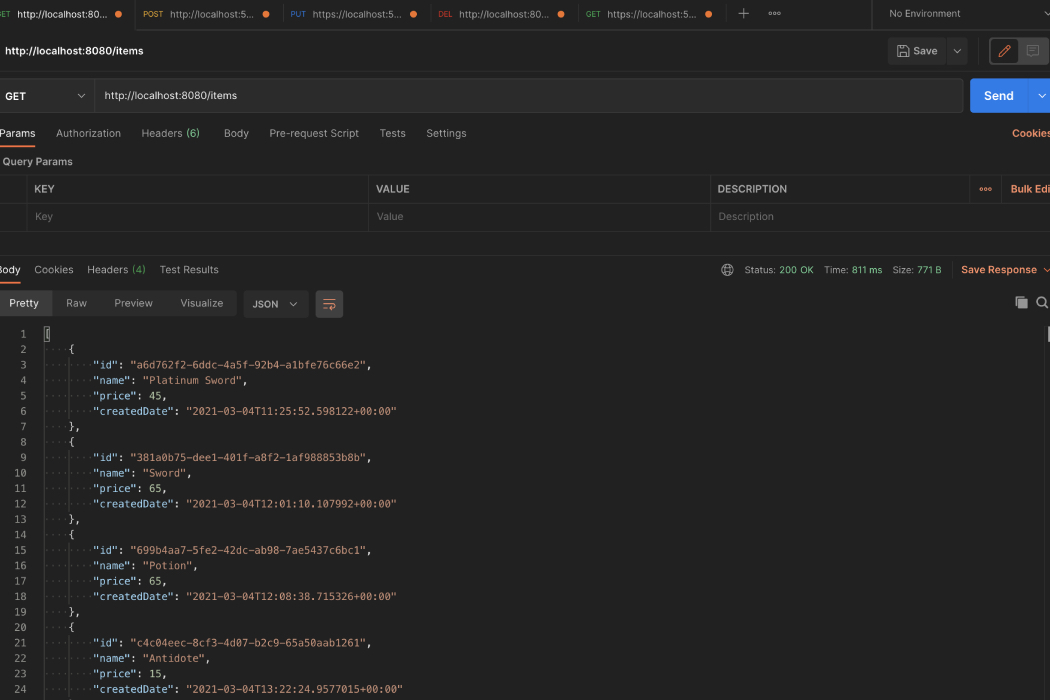 GET http://localhost:80... POST http://localhost:5... PUT https://localhost:5... DEL http://localhost:80... GET https://localhost:5... No Environment
http://localhost:8080/items Save
GET http://localhost:8080/items Send
Params Authorization Headers (6) Body Pre-request Script Tests Settings Cookies
Query Params
KEY VALUE DESCRIPTION Bulk Edi
Key Value Description
Body Cookies Headers (4) Test Results Status: 200 OK Time: 811 ms Size: 771 B Save Response
Pretty Raw Preview Visualize JSON
1 [
2 {
3 "id": "a6d762f2-6ddc-4a5f-92b4-a1bfe76c66e2",
4 "name": "Platinum Sword",
5 "price": 45,
6 "createdDate": "2021-03-04T11:25:52.598122+00:00"
7 },
8 {
9 "id": "381a0b75-dee1-401f-a8f2-1af988853b8b",
10 "name": "Sword",
11 "price": 65,
12 "createdDate": "2021-03-04T12:01:10.107992+00:00"
13 },
14 {
15 "id": "699b4aa7-5fe2-42dc-ab98-7ae5437c6bc1",
16 "name": "Potion",
17 "price": 65,
18 "createdDate": "2021-03-04T12:08:38.715326+00:00"
19 },
20 {
21 "id": "c4c04eec-8cf3-4d07-b2c9-65a50aab1261",
22 "name": "Antidote",
23 "price": 15,
24 "createdDate": "2021-03-04T13:22:24.9577015+00:00"